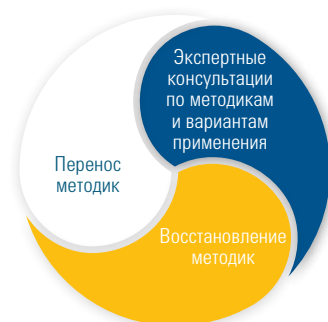 Экспертные
консультации
по методикам
и вариантам
применения
Перенос
методик
Восстановление
методик